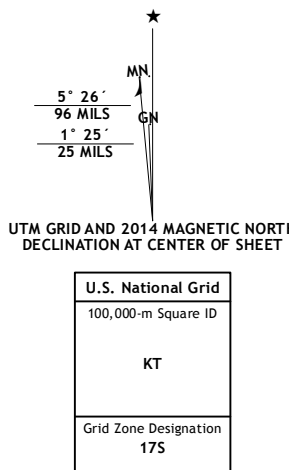 ★
MN.
5° 26´
96 MILS
GN
1° 25´
25 MILS
UTM GRID AND 2014 MAGNETIC NORTH
DECLINATION AT CENTER OF SHEET
U.S. National Grid
100,000-m Square ID
KT
Grid Zone Designation
17S